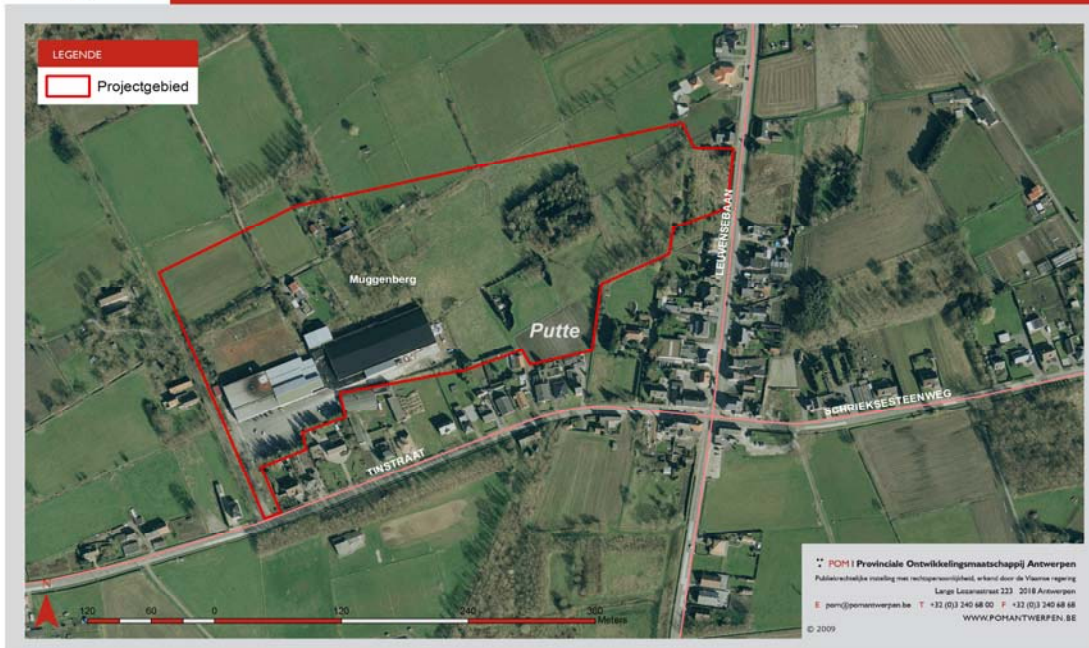 LEGENDE
Projectgebied
Muggenberg
Putte
LEUVENSEBAAN
SCHRIEKSESTEENWEG
TINSTRAAT
N
120 60 0 120 240 360
Meters
POM | Provinciale Ontwikkelingsmaatschappij Antwerpen
Publiekrechtelijke instelling met rechtspersoonlijkheid, erkend door de Vlaamse regering
Lange Lozanastraat 223 2018 Antwerpen
E pom@pomantwerpen.be T +32 (0)3 240 68 00 F +32 (0)3 240 68 68
WWW.POMANTWERPEN.BE
© 2009